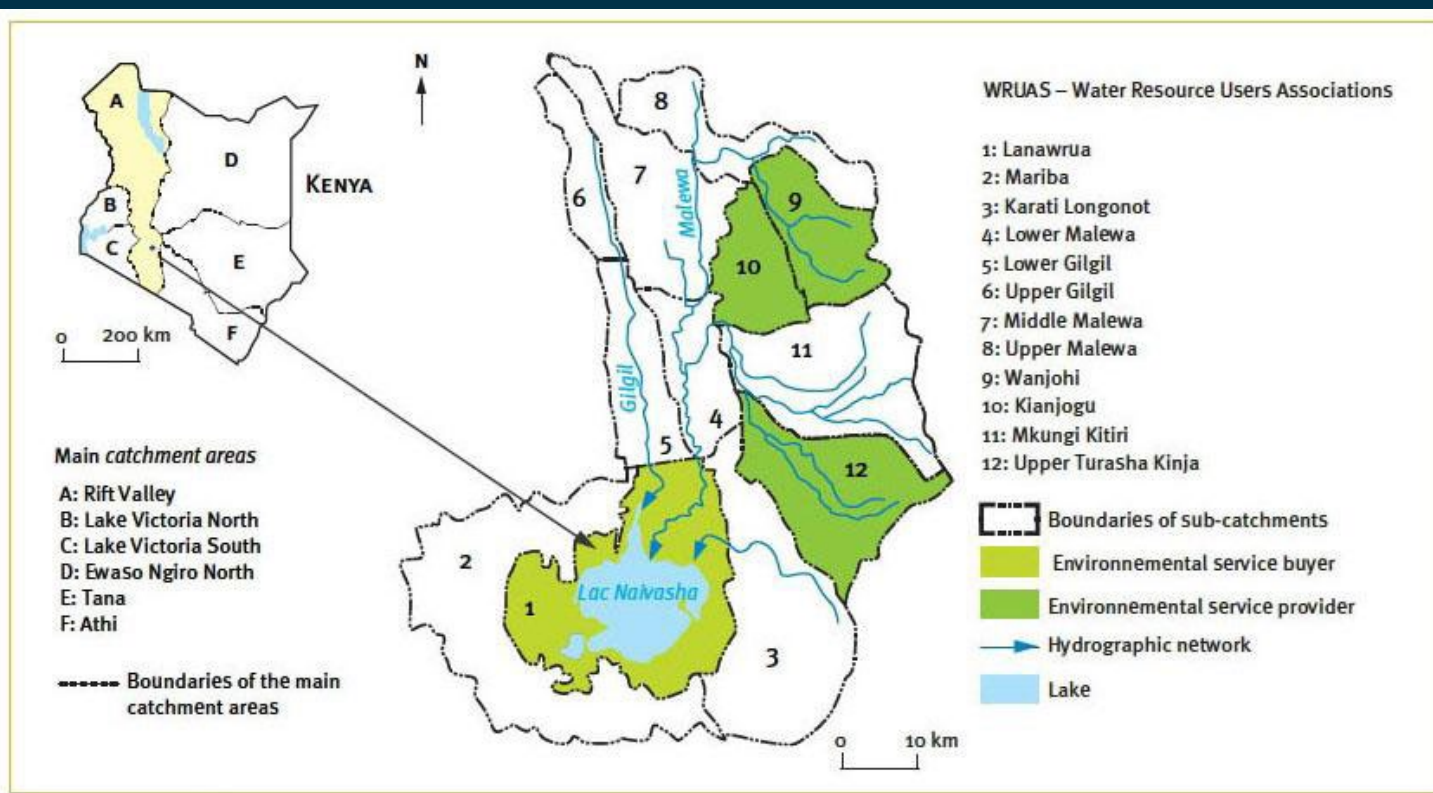 A
B
C
D
E
F
KENYA
0 200 km
N
Main catchment areas
A: Rift Valley
B: Lake Victoria North
C: Lake Victoria South
D: Ewaso Ngiro North
E: Tana
F: Athi
Boundaries of the main
catchment areas
8
7
6
9
10
11
4
5
12
2
1
3
Malewa
Gilgil
Lac Naivasha
0 10 km
WRUAS – Water Resource Users Associations
1: Lanawrua
2: Mariba
3: Karati Longonot
4: Lower Malewa
5: Lower Gilgil
6: Upper Gilgil
7: Middle Malewa
8: Upper Malewa
9: Wanjohi
10: Kianjogu
11: Mkungi Kitiri
12: Upper Turasha Kinja
Boundaries of sub-catchments
Environnemental service buyer
Environnemental service provider
Hydrographic network
Lake